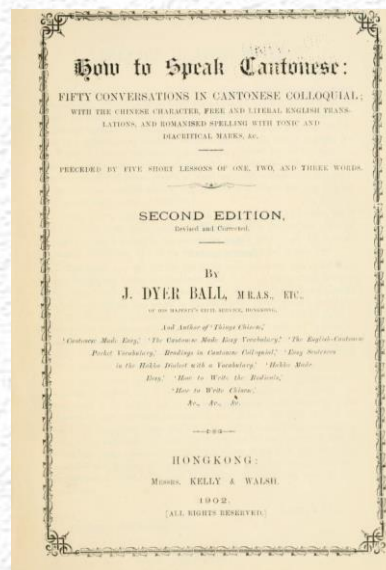 How to Speak Cantonese:
FIFTY CONVERSATIONS IN CANTONESE COLLOQUIAL;
WITH THE CHINESE CHARACTER, FREE AND LITERAL ENGLISH TRANS-
LATIONS, AND ROMANISED SPELLING WITH TONIC AND
DIACRITICAL MARKS, &c.
PRECEDED BY FIVE SHORT LESSONS OF ONE, TWO, AND THREE WORDS.
SECOND EDITION,
Revised and Corrected.
BY
J. DYER BALL, M.R.A.S., ETC.,
OF HIS MAJESTY'S CIVIL SERVICE, HONGKONG;
And Author of 'Things Chinese,'
'Cantonese Made Easy,' 'The Cantonese Made Easy Vocabulary,' 'The English-Cantonese
Pocket Vocabulary,' Readings in Cantonese Colloquial,' 'Easy Sentences
in the Hakka Dialect with a Vocabulary,' 'Hakka Made
Easy,' 'How to Write the Radicals,'
'How to Write Chinese,'
&c., &c., &c.
HONGKONG:
MESSRS. KELLY & WALSH.
1902.
[ALL RIGHTS RESERVED.]